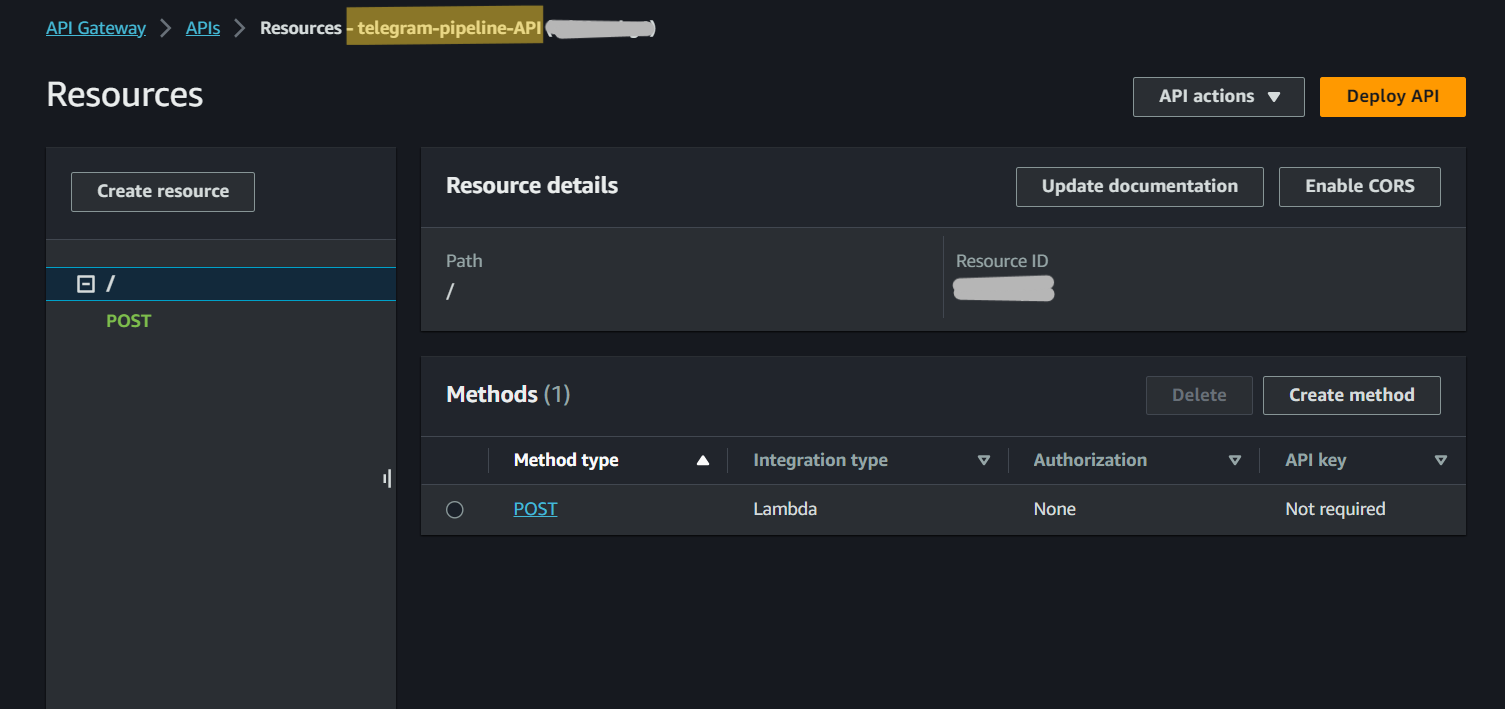 API Gateway > APIs > Resources - telegram-pipeline-API (
Resources
API actions ▼ Deploy API
Create resource
/
POST
Resource details
Update documentation Enable CORS
Path
/
Resource ID
Methods (1)
Delete Create method
Method type Integration type Authorization API key
POST Lambda None Not required